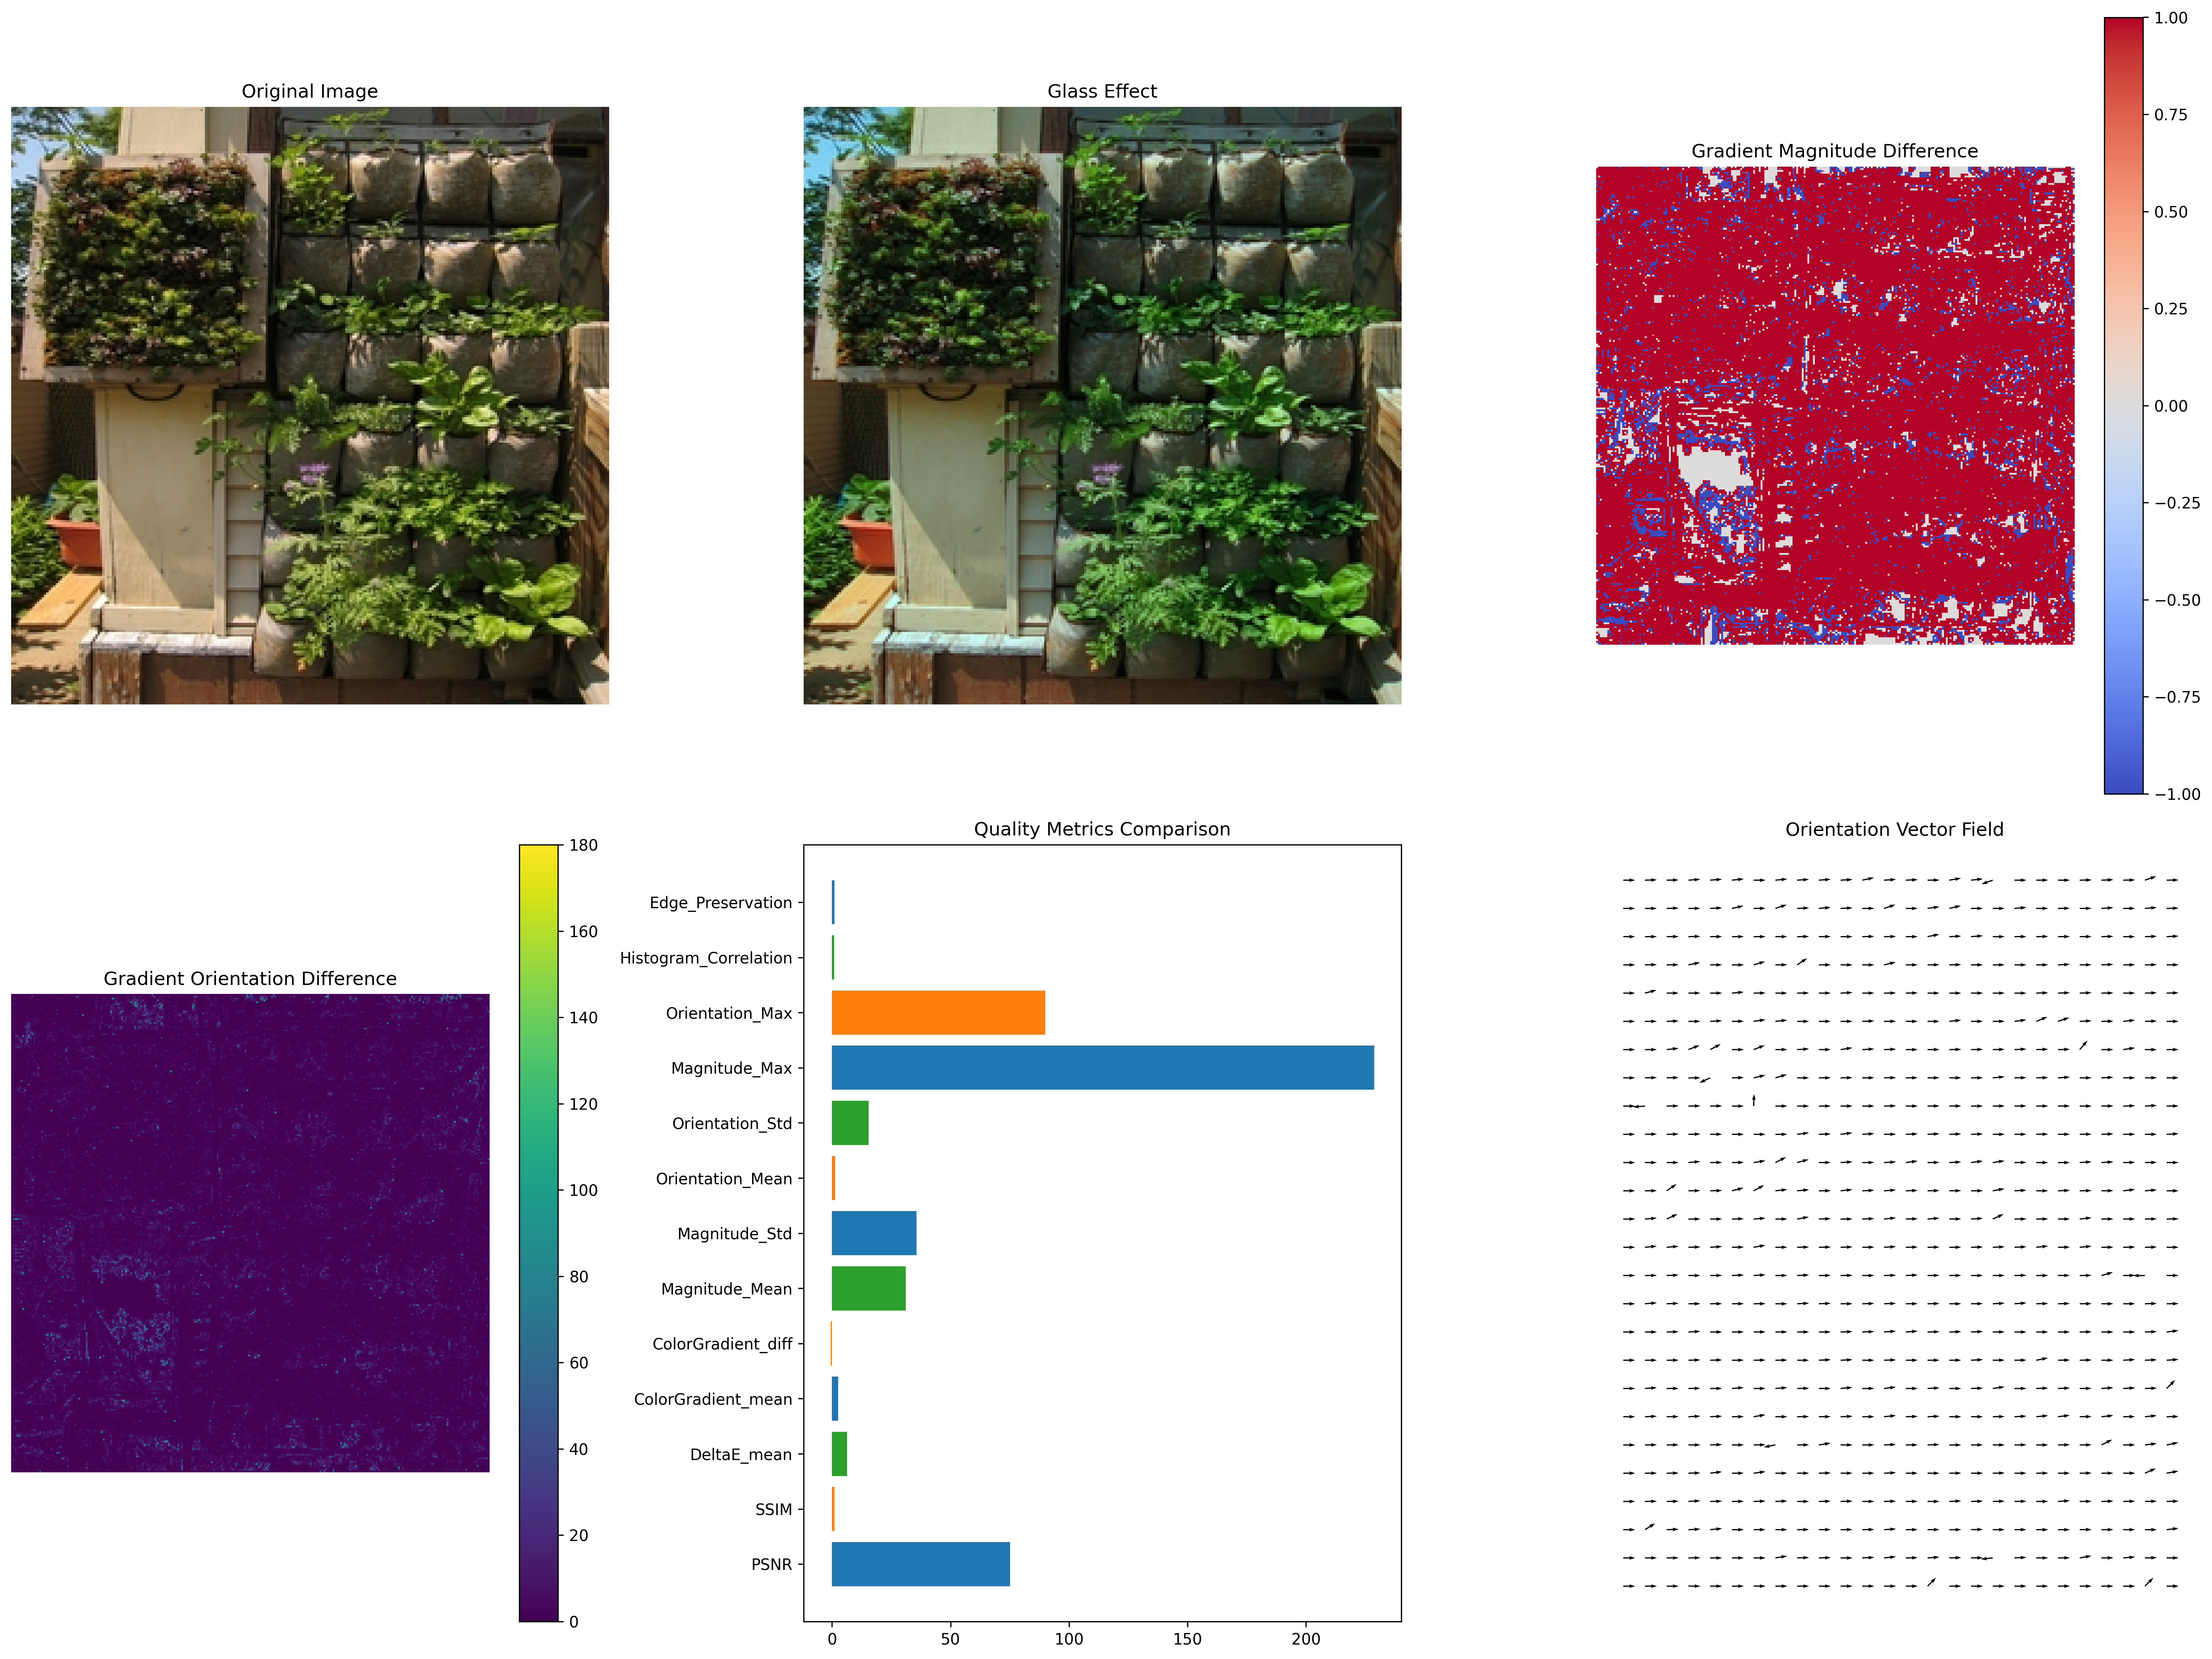 Original Image
Glass Effect
Gradient Magnitude Difference
1.00
0.75
0.50
0.25
0.00
−0.25
−0.50
−0.75
−1.00
Gradient Orientation Difference
180
160
140
120
100
80
60
40
20
0
Quality Metrics Comparison
Edge_Preservation
Histogram_Correlation
Orientation_Max
Magnitude_Max
Orientation_Std
Orientation_Mean
Magnitude_Std
Magnitude_Mean
ColorGradient_diff
ColorGradient_mean
DeltaE_mean
SSIM
PSNR
0 50 100 150 200
Orientation Vector Field